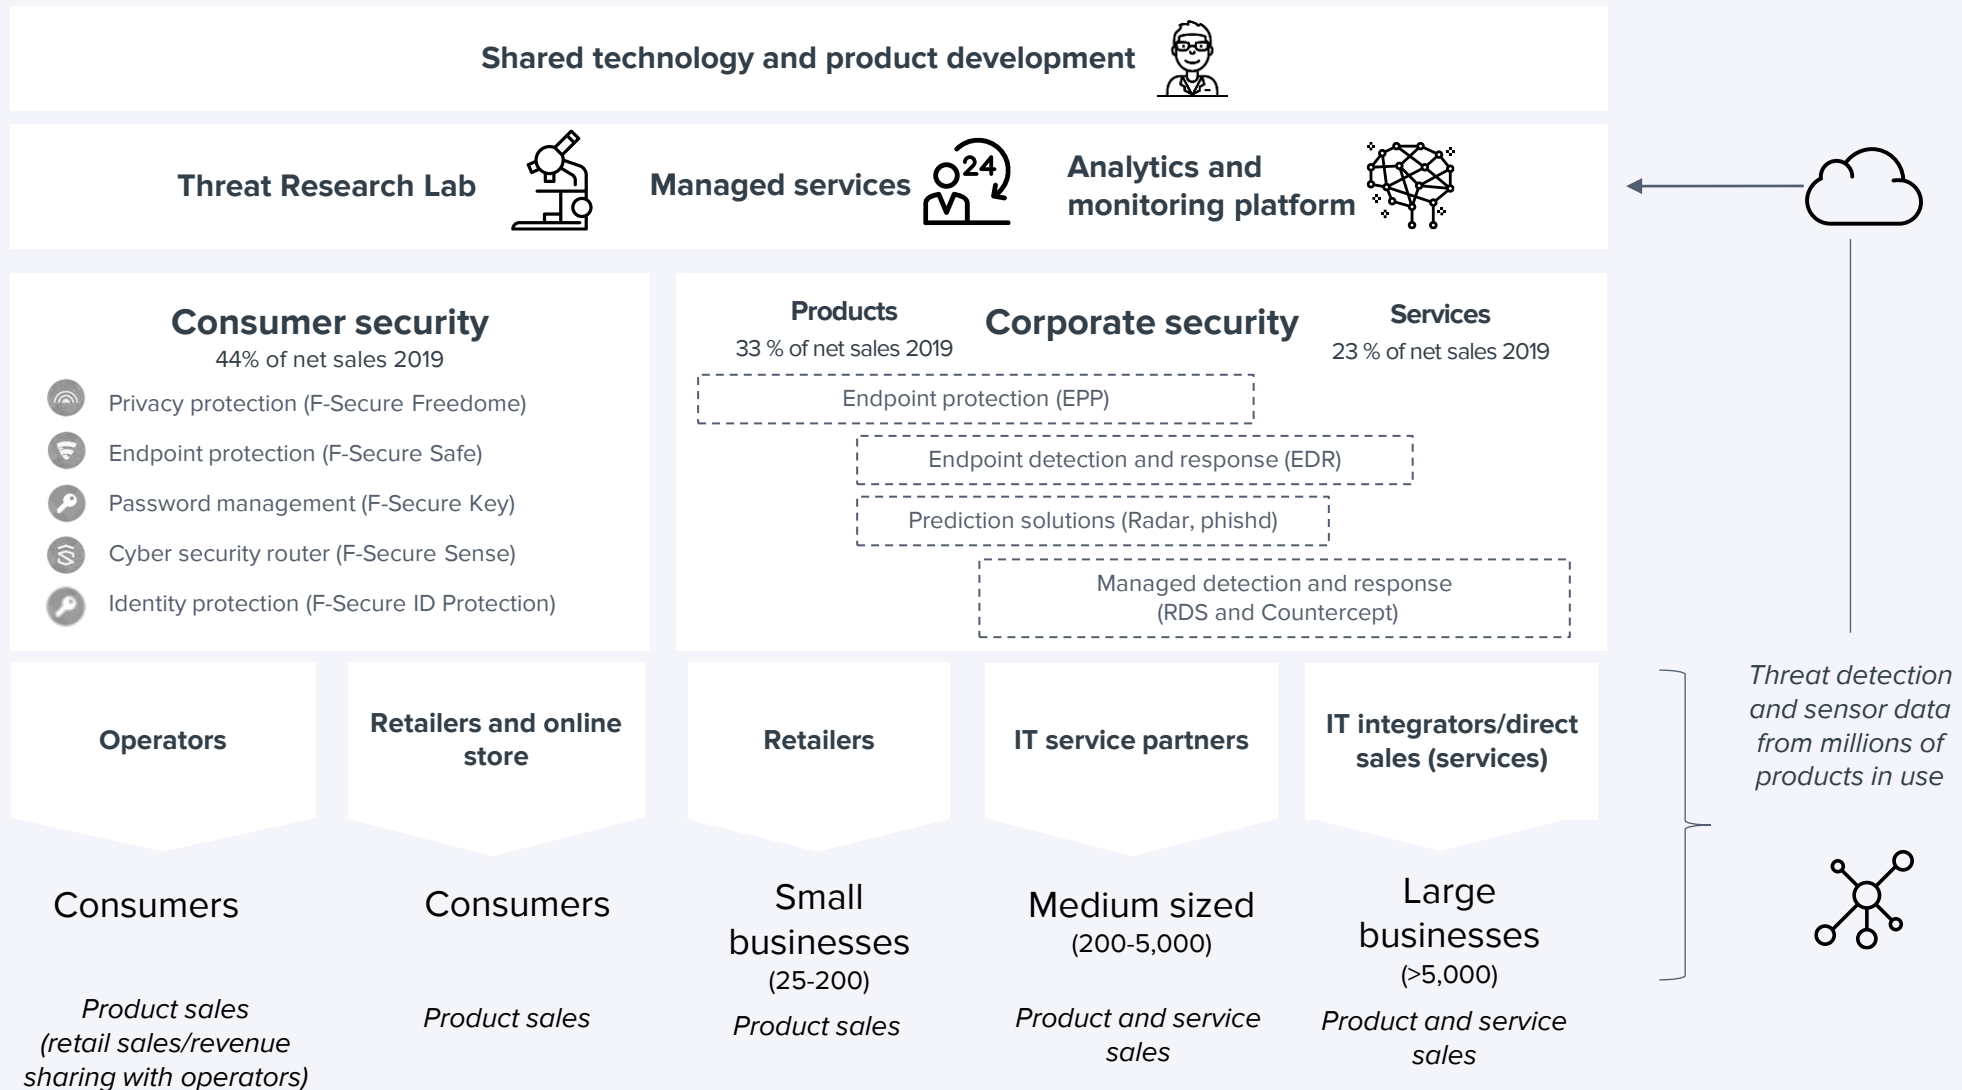 Shared technology and product development
Threat Research Lab
Managed services
24
Analytics and
monitoring platform
Consumer security
44% of net sales 2019
Privacy protection (F-Secure Freedome)
Endpoint protection (F-Secure Safe)
Password management (F-Secure Key)
Cyber security router (F-Secure Sense)
Identity protection (F-Secure ID Protection)
Products
33 % of net sales 2019
Corporate security
Services
23 % of net sales 2019
Endpoint protection (EPP)
Endpoint detection and response (EDR)
Prediction solutions (Radar, phishd)
Managed detection and response
(RDS and Countercept)
Operators
Retailers and online
store
Retailers
IT service partners
IT integrators/direct
sales (services)
Consumers
Consumers
Small
businesses
(25-200)
Medium sized
(200-5,000)
Large
businesses
(>5,000)
Product sales
(retail sales/revenue
sharing with operators)
Product sales
Product sales
Product and service
sales
Product and service
sales
Threat detection
and sensor data
from millions of
products in use